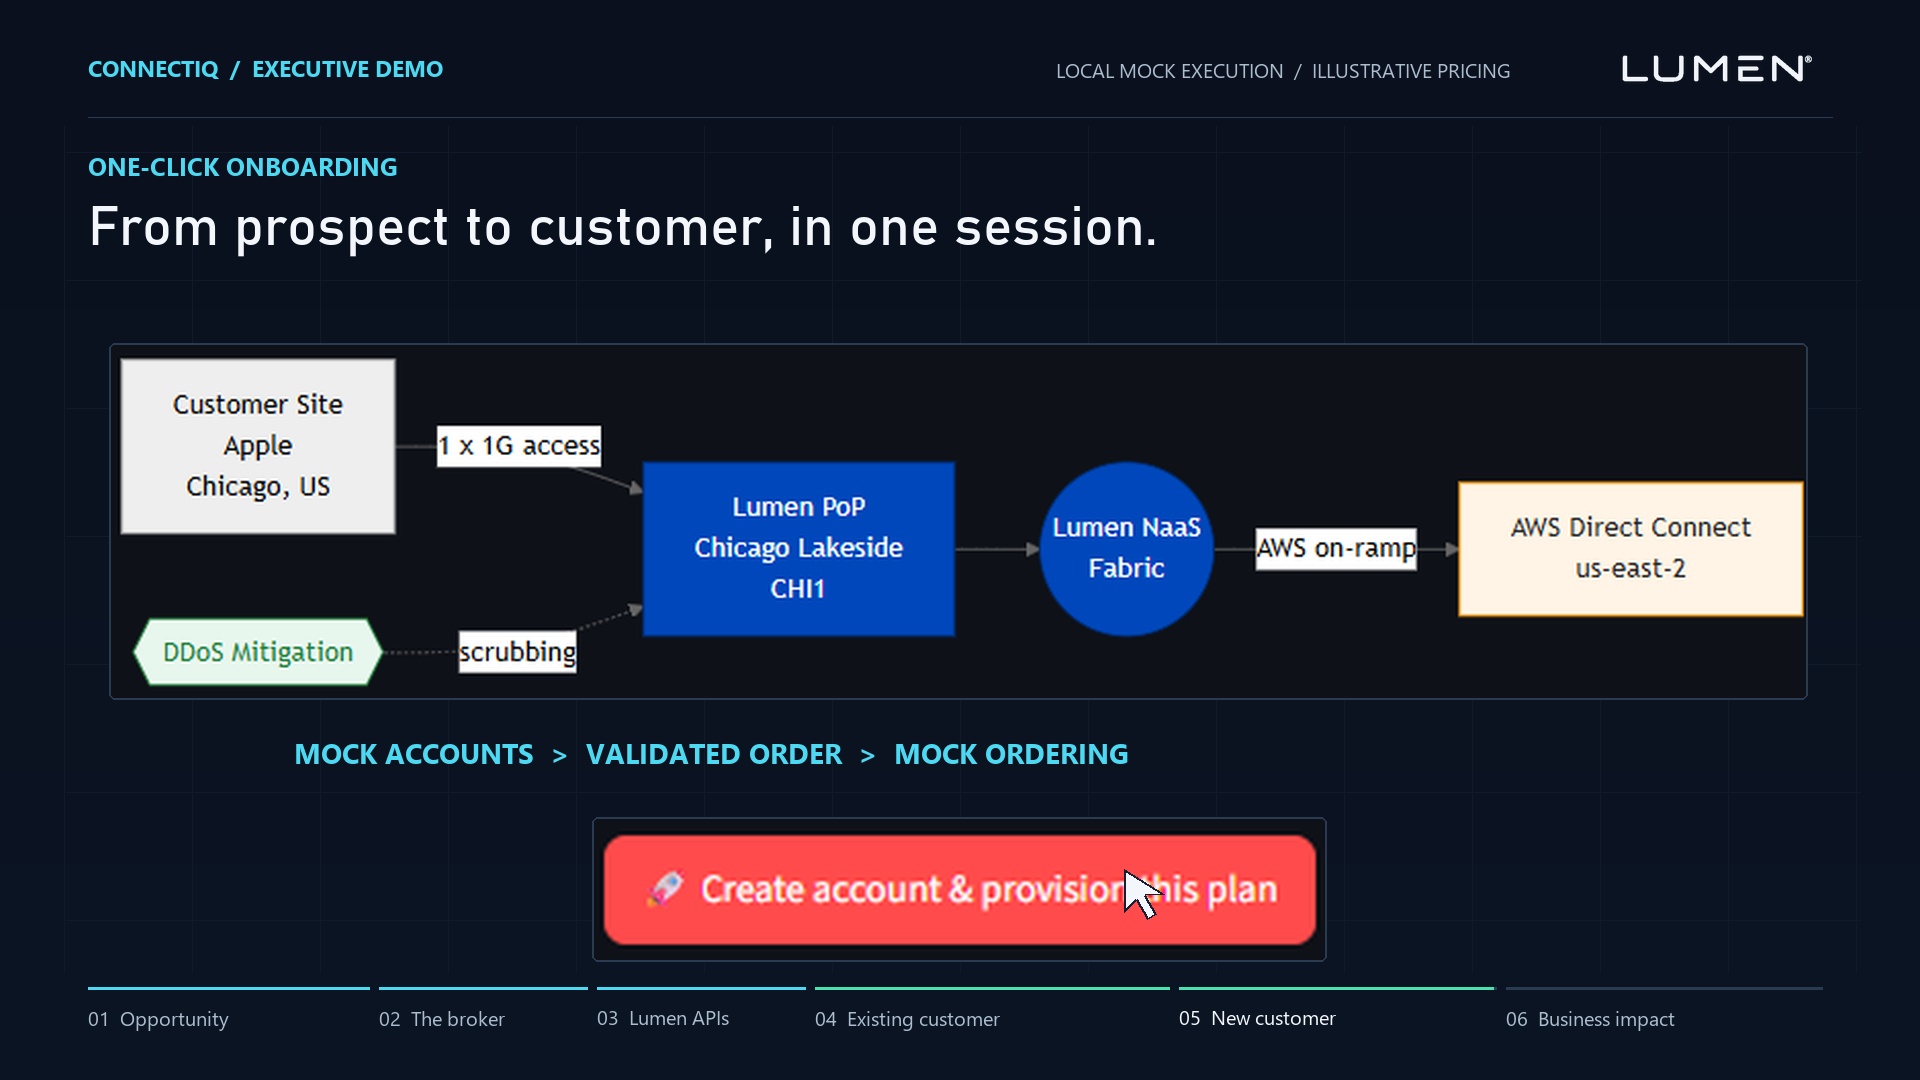 CONNECTIQ / EXECUTIVE DEMO
LOCAL MOCK EXECUTION / ILLUSTRATIVE PRICING
LUMEN®
ONE-CLICK ONBOARDING
From prospect to customer, in one session.
Customer Site
Apple
Chicago, US
1 x 1G access
Lumen PoP
Chicago Lakeside
CHI1
Lumen NaaS
Fabric
AWS on-ramp
AWS Direct Connect
us-east-2
DDoS Mitigation
scrubbing
MOCK ACCOUNTS > VALIDATED ORDER > MOCK ORDERING
🚀 Create account & provision this plan
01 Opportunity
02 The broker
03 Lumen APIs
04 Existing customer
05 New customer
06 Business impact